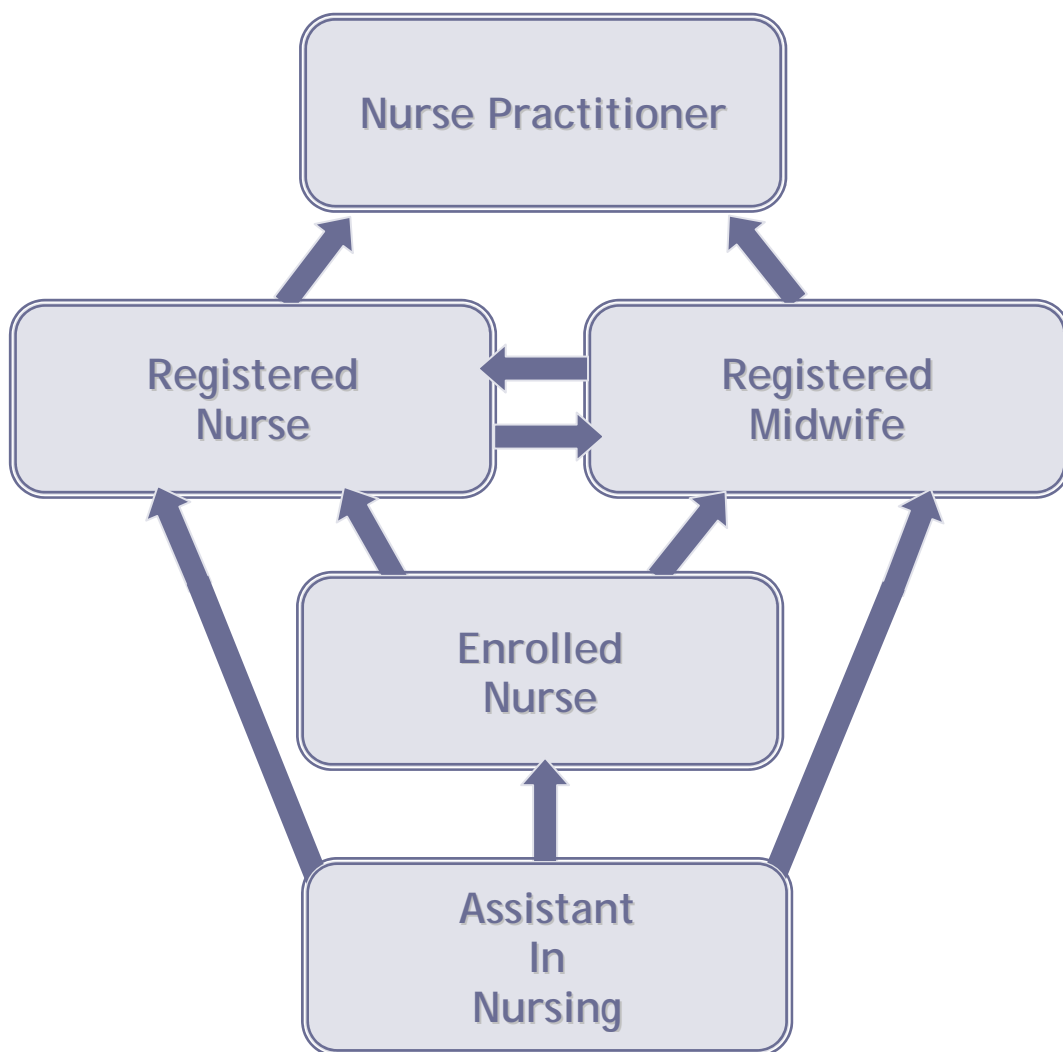 Nurse Practitioner
Registered
Nurse
Registered
Midwife
Enrolled
Nurse
Assistant
In
Nursing